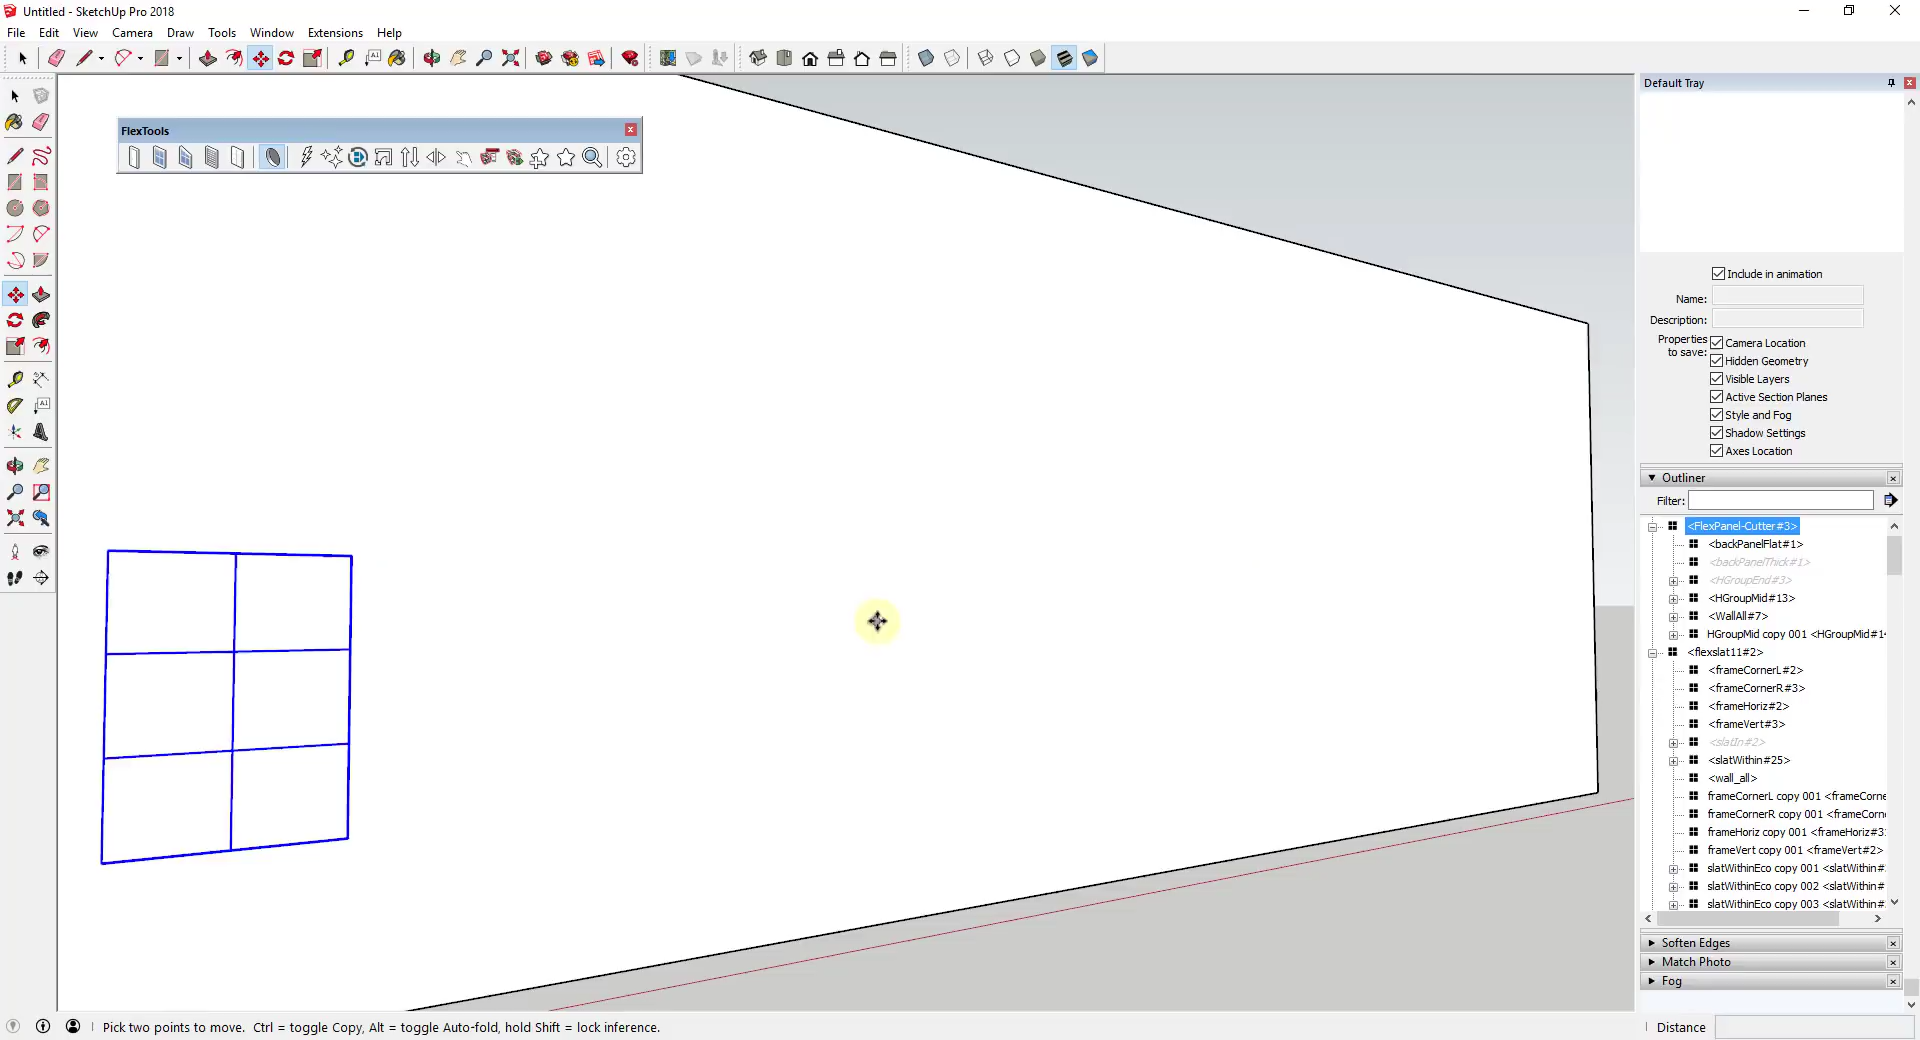 Untitled - SketchUp Pro 2018
File Edit View Camera Draw Tools Window Extensions Help
Default Tray
FlexTools
Include in animation
Name:
Description:
Properties to save:
Camera Location
Hidden Geometry
Visible Layers
Active Section Planes
Style and Fog
Shadow Settings
Axes Location
Outliner
Filter:
<FlexPanel-Cutter#3>
<backPanelFlat#1>
<backPanelThick#1>
<HGroupEnd#3>
<HGroupMid#13>
<WallAll#7>
HGroupMid copy 001 <HGroupMid#14
<flexslat11#2>
<frameCornerL#2>
<frameCornerR#3>
<frameHoriz#2>
<frameVert#3>
<slatIn#2>
<slatWithin#25>
<wall_all>
frameCornerL copy 001 <frameCorne
frameCornerR copy 001 <frameCorn
frameHoriz copy 001 <frameHoriz#3
frameVert copy 001 <frameVert#2>
slatWithinEco copy 001 <slatWithin#
slatWithinEco copy 002 <slatWithin#
slatWithinEco copy 003 <slatWithin#
Soften Edges
Match Photo
Fog
Pick two points to move. Ctrl = toggle Copy, Alt = toggle Auto-fold, hold Shift = lock inference.
Distance